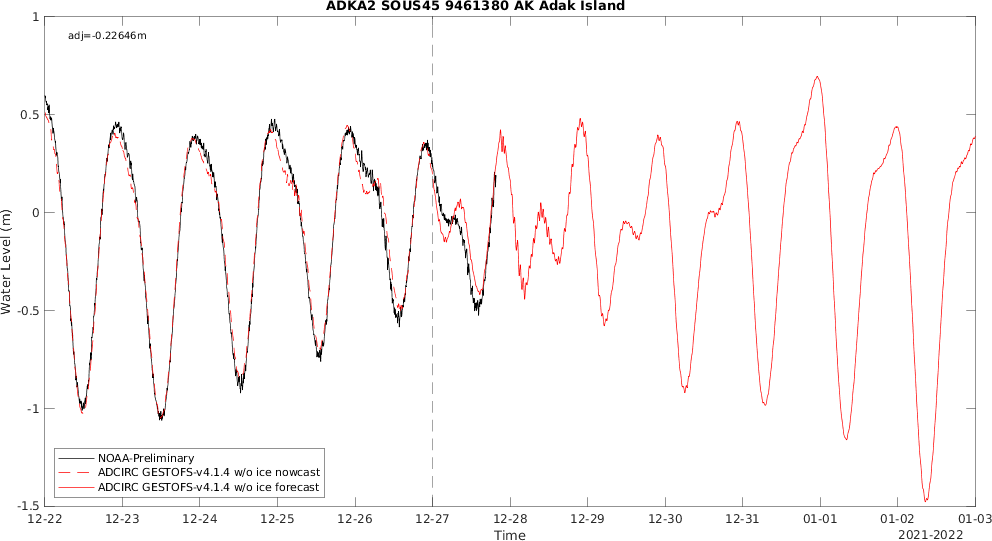 ADKA2 SOUS45 9461380 AK Adak Island
adj=-0.22646m
1
0.5
0
-0.5
-1
-1.5
Water Level (m)
NOAA-Preliminary
ADCIRC GESTOFS-v4.1.4 w/o ice nowcast
ADCIRC GESTOFS-v4.1.4 w/o ice forecast
12-22 12-23 12-24 12-25 12-26 12-27 12-28 12-29 12-30 12-31 01-01 01-02 01-03
Time
2021-2022